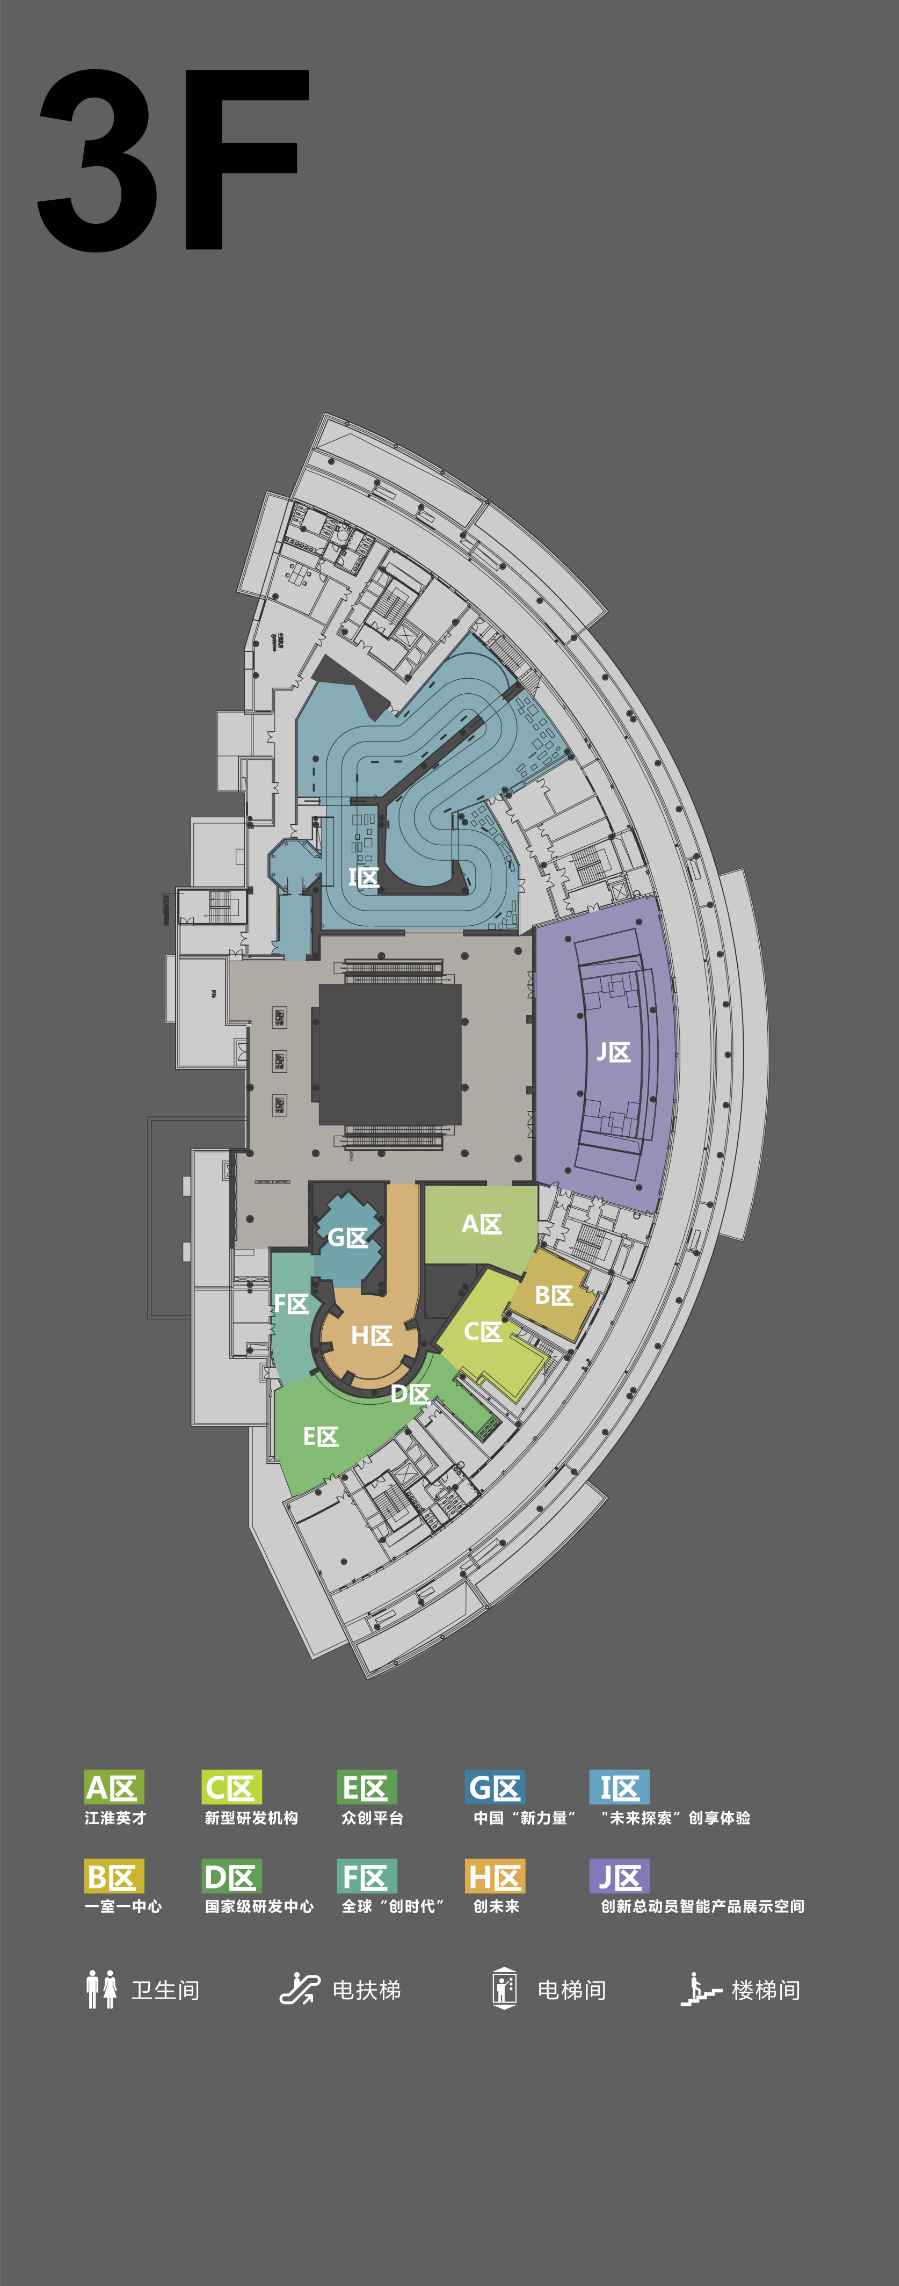 3F
I区
J区
A区
G区
B区
F区
C区
H区
D区
E区
A区 C区 E区 G区 I区
江淮英才 新型研发机构 众创平台 中国“新力量” "未来探索”创享体验
B区 D区 F区 H区 J区
一室一中心 国家级研发中心 全球“创时代” 创未来 创新总动员智能产品展示空间
卫生间 电扶梯 电梯间 楼梯间